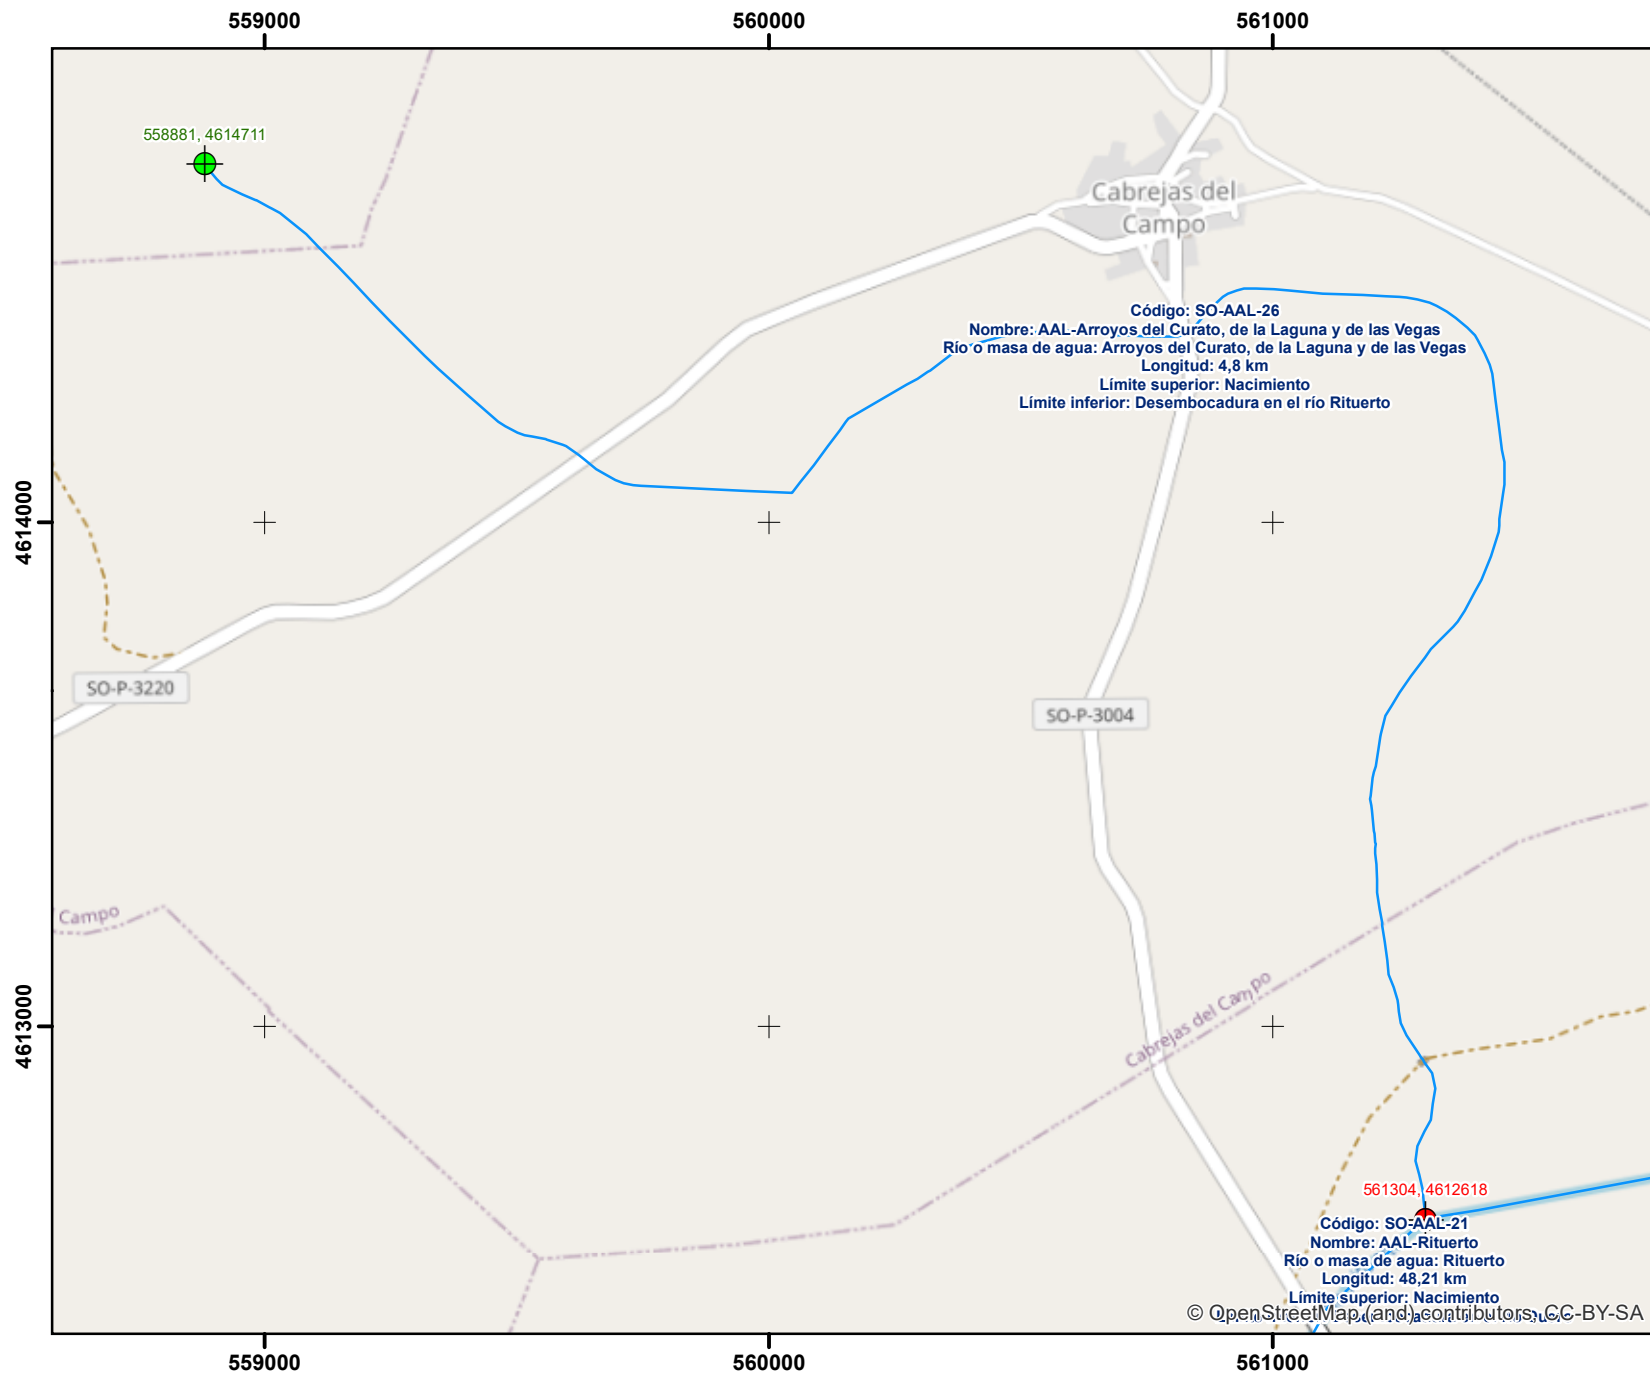 559000
560000
561000
558881, 4614711
Cabrejas del
Campo
Código: SO-AAL-26
Nombre: AAL-Arroyos del Curato, de la Laguna y de las Vegas
Río o masa de agua: Arroyos del Curato, de la Laguna y de las Vegas
Longitud: 4,8 km
Límite superior: Nacimiento
Límite inferior: Desembocadura en el río Rituerto
4614000
SO-P-3220
SO-P-3004
Campo
Cabrejas del Campo
4613000
561304, 4612618
Código: SO-AAL-21
Nombre: AAL-Rituerto
Río o masa de agua: Rituerto
Longitud: 48,21 km
Límite superior: Nacimiento
© OpenStreetMap (and) contributors, CC-BY-SA
559000
560000
561000